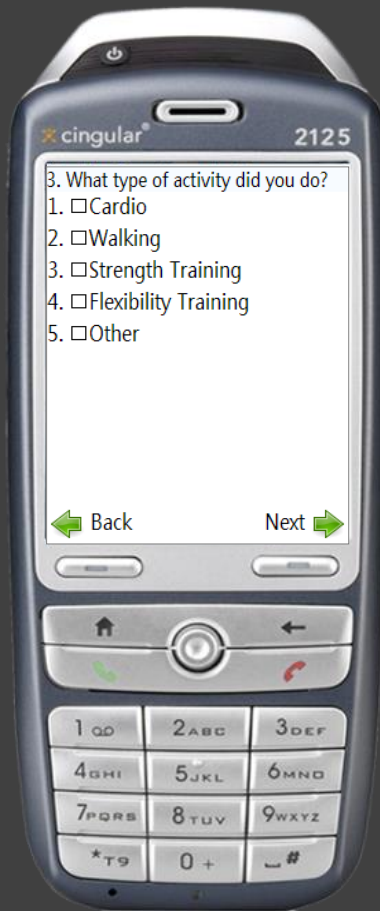 cingular®
2125
3. What type of activity did you do?
1. □Cardio
2. □Walking
3. □Strength Training
4. □Flexibility Training
5. □Other
Back Next
1 2ABC 3DEF
4GHI 5JKL 6MNO
7PQRS 8TUV 9WXYZ
*T9 0+ #